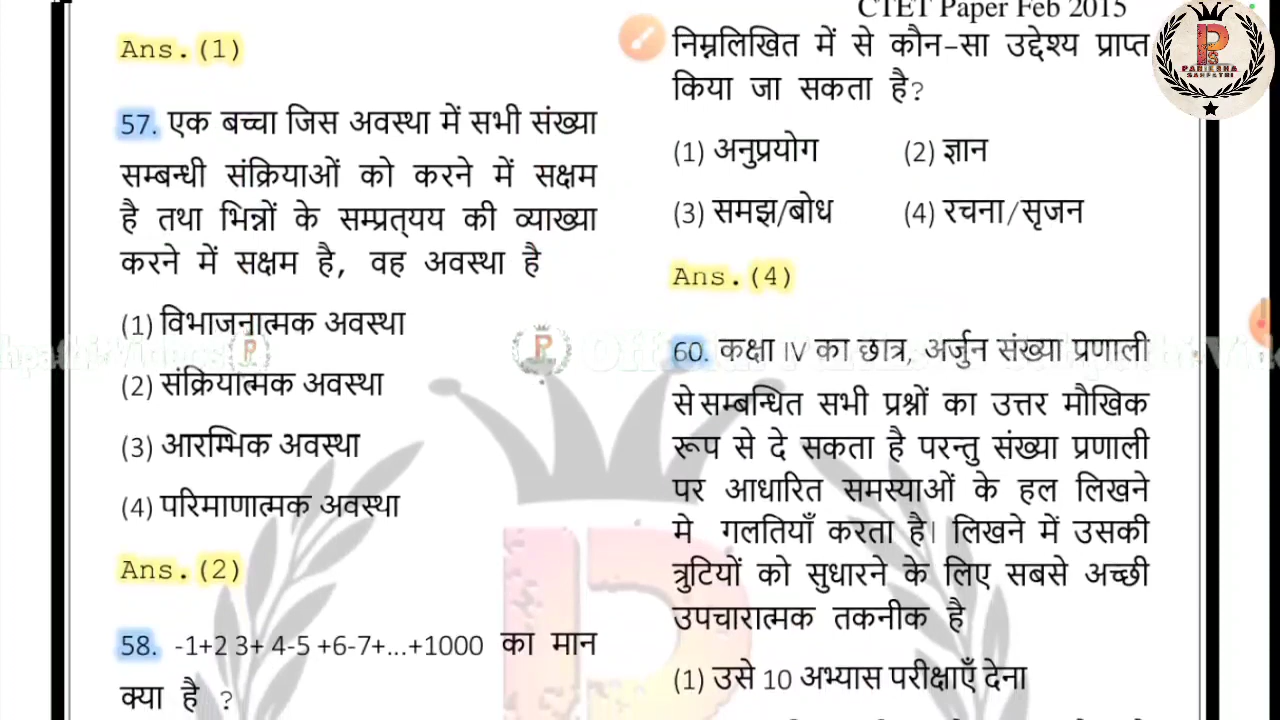 CTET Paper Feb 2015
PARIKSHA
SARPATHI
Ans.(1)
57. एक बच्चा जिस अवस्था में सभी संख्या
सम्बन्धी संक्रियाओं को करने में सक्षम
है तथा भिन्नों के सम्प्रत्यय की व्याख्या
करने में सक्षम है, वह अवस्था है
(1) विभाजनात्मक अवस्था
(2) संक्रियात्मक अवस्था
(3) आरम्भिक अवस्था
(4) परिमाणात्मक अवस्था
Ans.(2)
58. -1+2 3+ 4-5 +6-7+...+1000 का मान
क्या है ?
निम्नलिखित में से कौन-सा उद्देश्य प्राप्त
किया जा सकता है?
(1) अनुप्रयोग (2) ज्ञान
(3) समझ/बोध (4) रचना/सृजन
Ans.(4)
60. कक्षा IV का छात्र, अर्जुन संख्या प्रणाली
से सम्बन्धित सभी प्रश्नों का उत्तर मौखिक
रूप से दे सकता है परन्तु संख्या प्रणाली
पर आधारित समस्याओं के हल लिखने
मे गलतियाँ करता है। लिखने में उसकी
त्रुटियों को सुधारने के लिए सबसे अच्छी
उपचारात्मक तकनीक है
(1) उसे 10 अभ्यास परीक्षाएँ देना